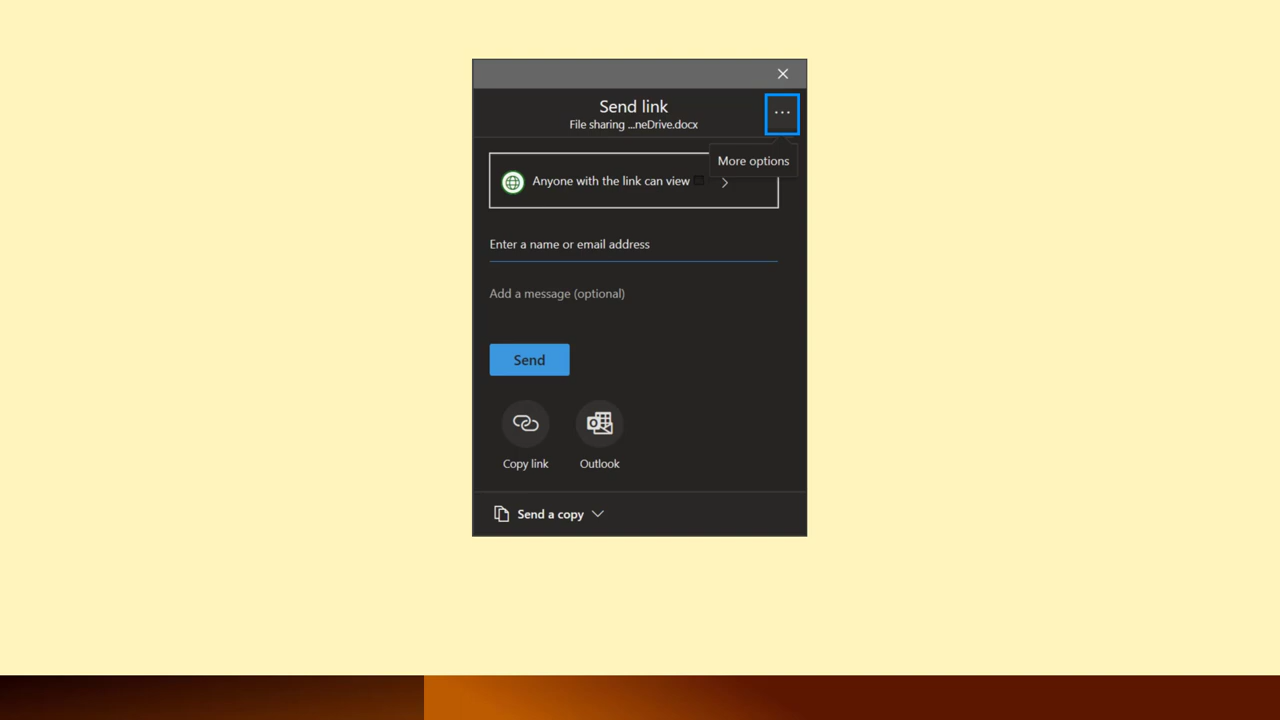 Send link
File sharing ...neDrive.docx
...
More options
Anyone with the link can view
Enter a name or email address
Add a message (optional)
Send
Copy link
Outlook
Send a copy